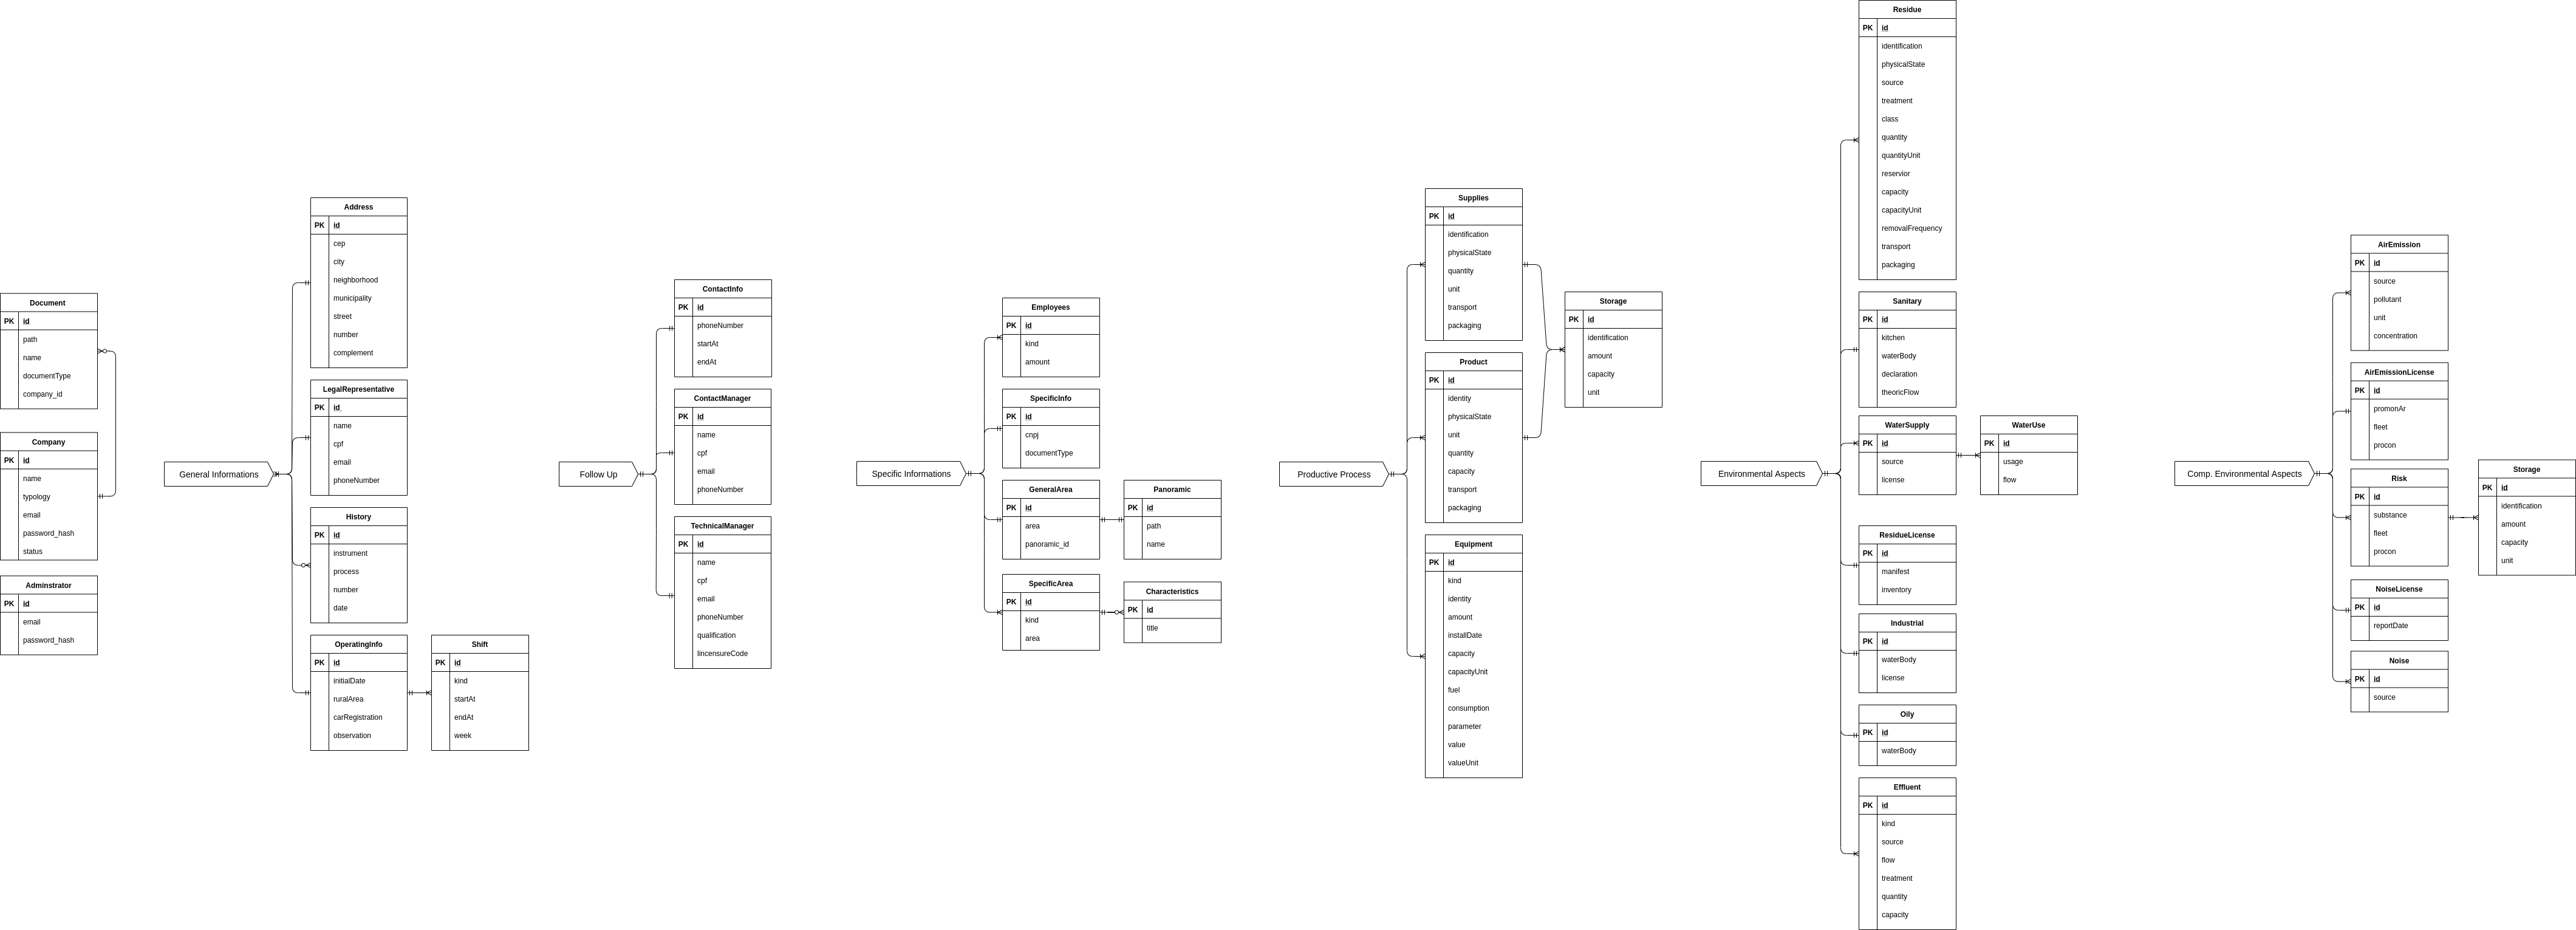 Document
PK id
path
name
documentType
company_id
Company
PK id
name
typology
email
password_hash
status
Adminstrator
PK id
email
password_hash
General Informations
Address
PK id
cep
city
neighborhood
municipality
street
number
complement
LegalRepresentative
PK id
name
cpf
email
phoneNumber
History
PK id
instrument
process
number
date
OperatingInfo
PK id
initialDate
ruralArea
carRegistration
observation
Shift
PK id
kind
startAt
endAt
week
Follow Up
ContactInfo
PK id
phoneNumber
startAt
endAt
ContactManager
PK id
name
cpf
email
phoneNumber
TechnicalManager
PK id
name
cpf
email
phoneNumber
qualification
lincensureCode
Specific Informations
Employees
PK id
kind
amount
SpecificInfo
PK id
cnpj
documentType
GeneralArea
PK id
area
panoramic_id
Panoramic
PK id
path
name
SpecificArea
PK id
kind
area
Characteristics
PK id
title
Productive Process
Supplies
PK id
identification
physicalState
quantity
unit
transport
packaging
Product
PK id
identity
physicalState
unit
quantity
capacity
transport
packaging
Equipment
PK id
kind
identity
amount
installDate
capacity
capacityUnit
fuel
consumption
parameter
value
valueUnit
Storage
PK id
identification
amount
capacity
unit
Environmental Aspects
Residue
PK id
identification
physicalState
source
treatment
class
quantity
quantityUnit
reservior
capacity
capacityUnit
removalFrequency
transport
packaging
Sanitary
PK id
kitchen
waterBody
declaration
theoricFlow
WaterSupply
PK id
source
license
WaterUse
PK id
usage
flow
ResidueLicense
PK id
manifest
inventory
Industrial
PK id
waterBody
license
Oily
PK id
waterBody
Effluent
PK id
kind
source
flow
treatment
quantity
capacity
Comp. Environmental Aspects
AirEmission
PK id
source
pollutant
unit
concentration
AirEmissionLicense
PK id
promonAr
fleet
procon
Risk
PK id
substance
fleet
procon
NoiseLicense
PK id
reportDate
Noise
PK id
source
Storage
PK id
identification
amount
capacity
unit